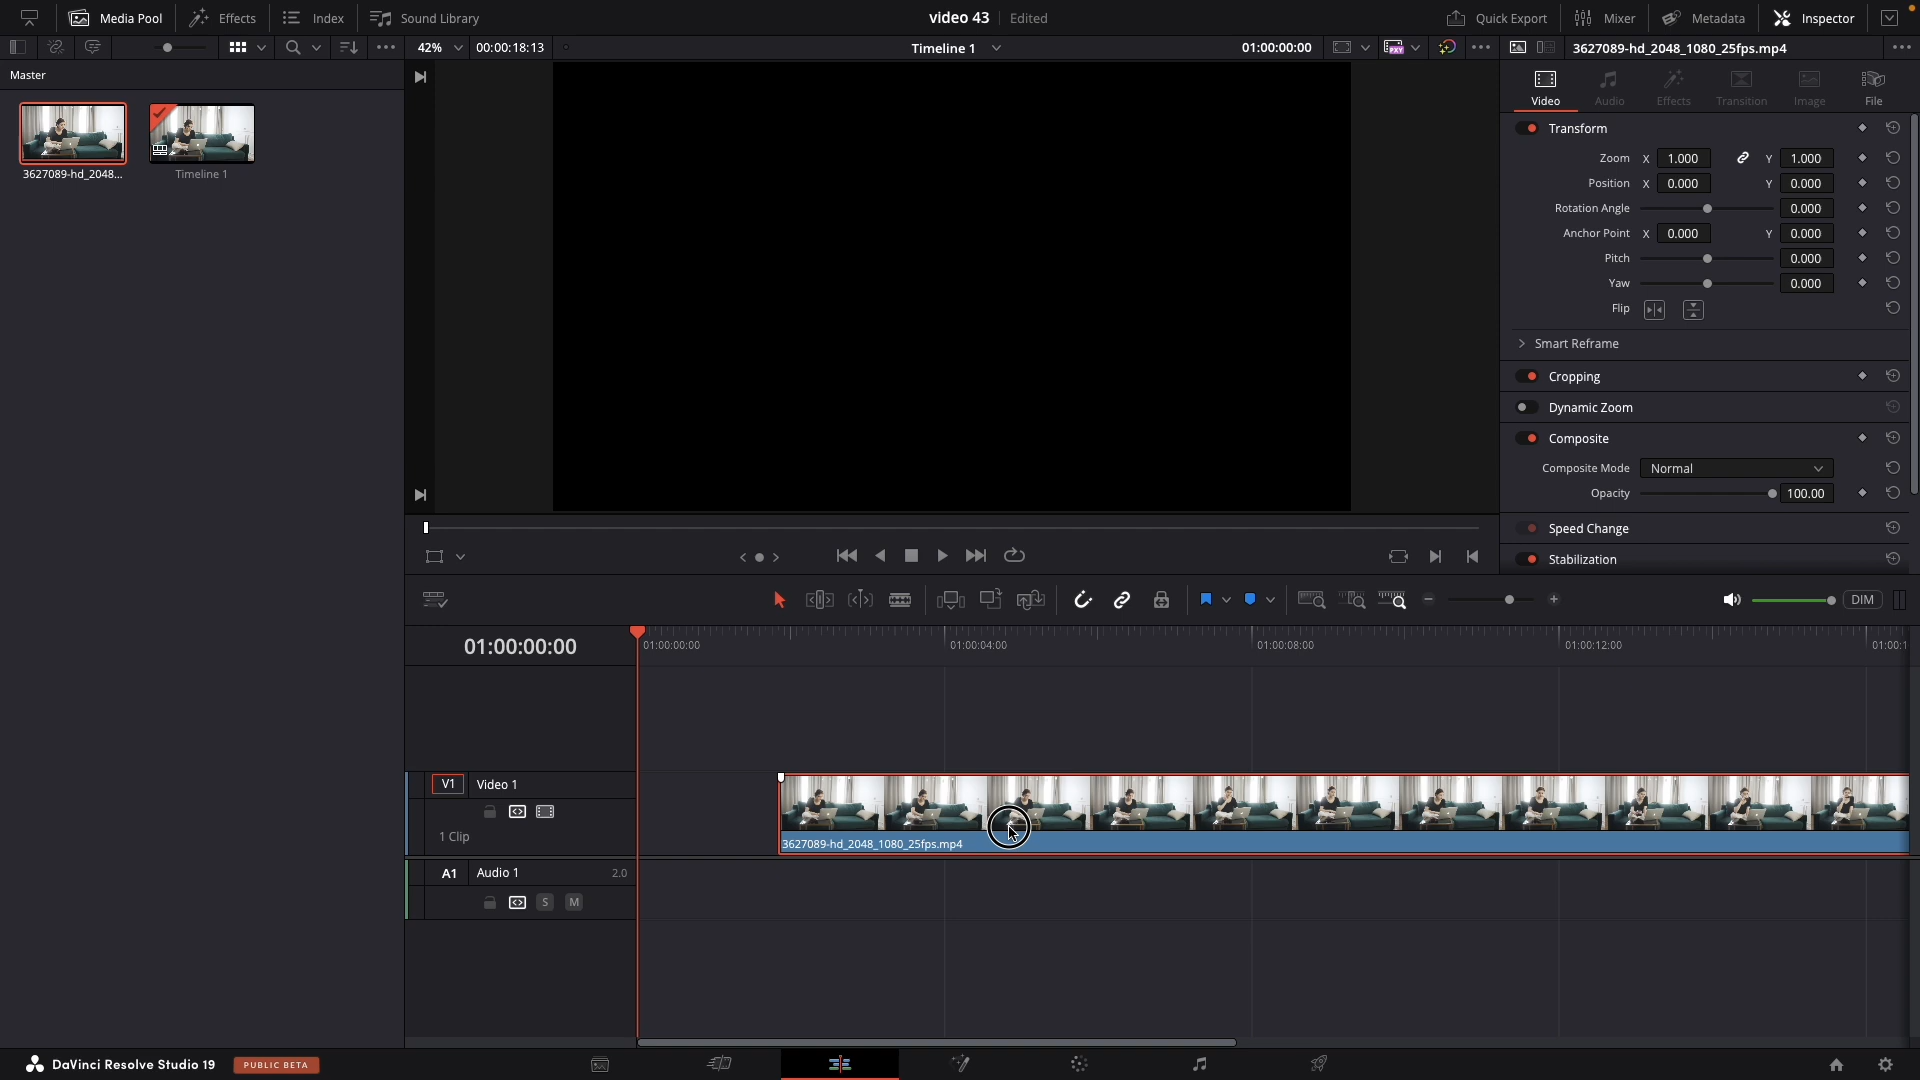 Media Pool
Effects
Index
Sound Library
video 43
Edited
Quick Export
Mixer
Metadata
Inspector
42%
00:00:18:13
Timeline 1
01:00:00:00
PXY
3627089-hd_2048_1080_25fps.mp4
Master
3627089-hd_2048...
Timeline 1
Video
Audio
Effects
Transition
Image
File
Transform
Zoom X 1.000 Y 1.000
Position X 0.000 Y 0.000
Rotation Angle 0.000
Anchor Point X 0.000 Y 0.000
Pitch 0.000
Yaw 0.000
Flip
Smart Reframe
Cropping
Dynamic Zoom
Composite
Composite Mode Normal
Opacity 100.00
Speed Change
Stabilization
DIM
01:00:00:00
01:00:00:00
01:00:04:00
01:00:08:00
01:00:12:00
01:00:1
V1 Video 1
1 Clip
3627089-hd_2048_1080_25fps.mp4
A1 Audio 1 2.0
S M
DaVinci Resolve Studio 19
PUBLIC BETA